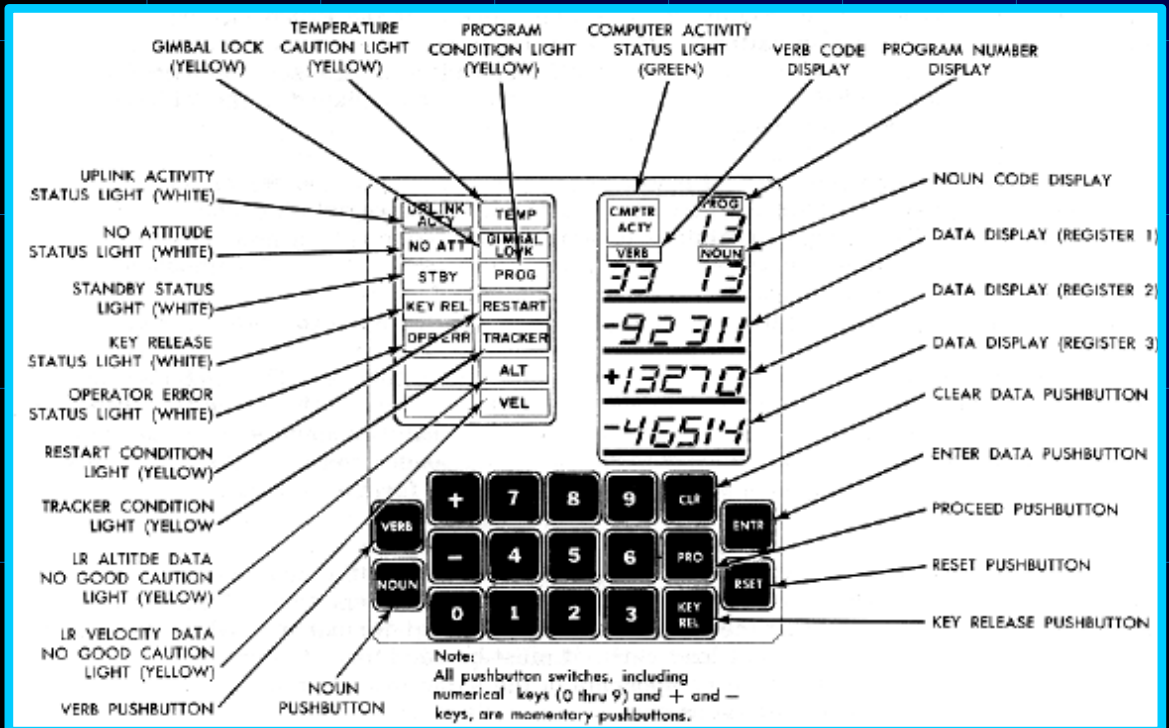 GIMBAL LOCK
(YELLOW)
TEMPERATURE
CAUTION LIGHT
(YELLOW)
PROGRAM
CONDITION LIGHT
(YELLOW)
COMPUTER ACTIVITY
STATUS LIGHT
(GREEN)
VERB CODE
DISPLAY
PROGRAM NUMBER
DISPLAY
UPLINK ACTIVITY
STATUS LIGHT (WHITE)
NO ATTITUDE
STATUS LIGHT (WHITE)
STANDBY STATUS
LIGHT (WHITE)
KEY RELEASE
STATUS LIGHT (WHITE)
OPERATOR ERROR
STATUS LIGHT (WHITE)
RESTART CONDITION
LIGHT (YELLOW)
TRACKER CONDITION
LIGHT (YELLOW
LR ALTITDE DATA
NO GOOD CAUTION
LIGHT (YELLOW)
LR VELOCITY DATA
NO GOOD CAUTION
LIGHT (YELLOW)
VERB PUSHBUTTON
NOUN
PUSHBUTTON
UPLINK
ACTY
TEMP
NO ATT
GIMBAL
LOCK
STBY
PROG
KEY REL
RESTART
OPR ERR
TRACKER
ALT
VEL
CMPTR
ACTY
PROG
13
VERB
NOUN
33 13
-92311
+13270
-46514
NOUN CODE DISPLAY
DATA DISPLAY (REGISTER 1)
DATA DISPLAY (REGISTER 2)
DATA DISPLAY (REGISTER 3)
CLEAR DATA PUSHBUTTON
ENTER DATA PUSHBUTTON
PROCEED PUSHBUTTON
RESET PUSHBUTTON
KEY RELEASE PUSHBUTTON
VERB
NOUN
+ 7 8 9 CLR
- 4 5 6 PRO
0 1 2 3 KEY
REL
ENTR
RSET
Note:
All pushbutton switches, including
numerical keys (0 thru 9) and + and —
keys, are momentary pushbuttons.